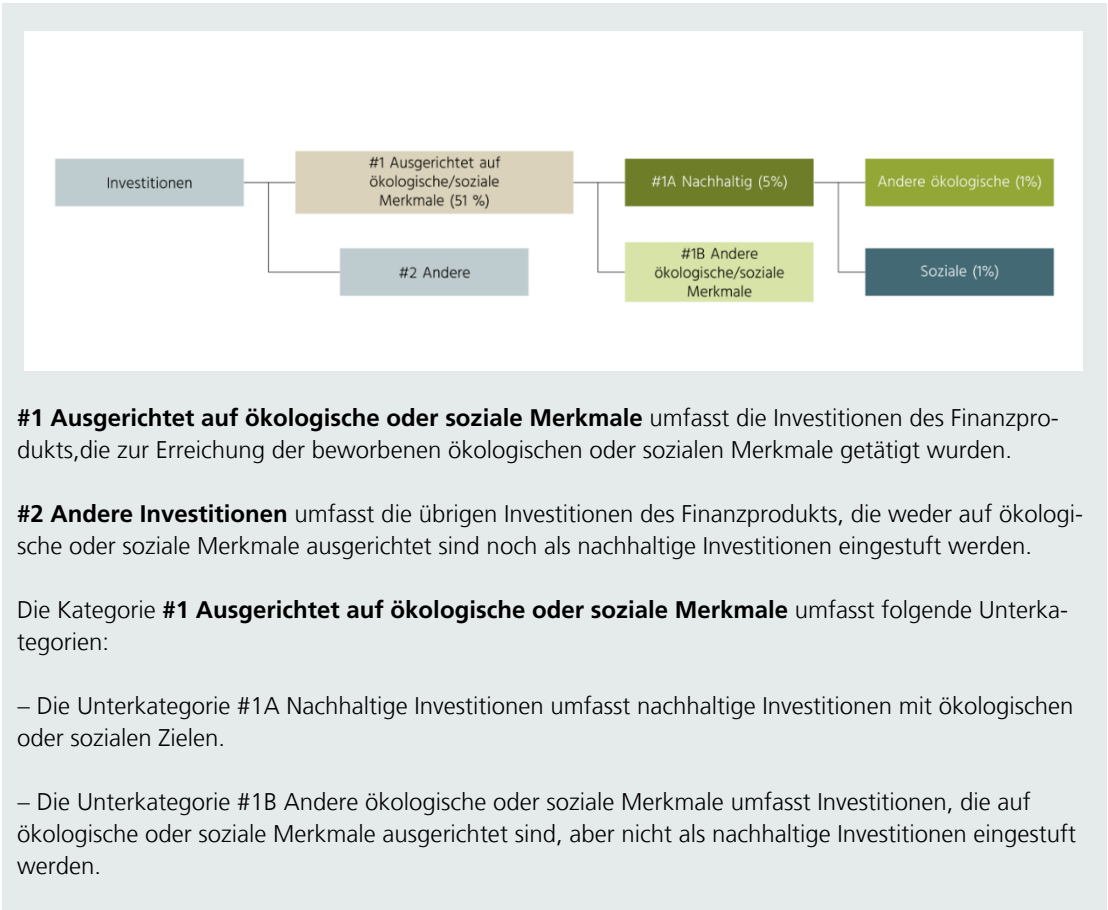 #1 Ausgerichtet auf
ökologische/soziale
Merkmale (51 %)
Investitionen
#1A Nachhaltig (5%)
Andere ökologische (1%)
#2 Andere
#1B Andere
ökologische/soziale
Merkmale
Soziale (1%)
#1 Ausgerichtet auf ökologische oder soziale Merkmale umfasst die Investitionen des Finanzpro-
dukts,die zur Erreichung der beworbenen ökologischen oder sozialen Merkmale getätigt wurden.
#2 Andere Investitionen umfasst die übrigen Investitionen des Finanzprodukts, die weder auf ökologi-
sche oder soziale Merkmale ausgerichtet sind noch als nachhaltige Investitionen eingestuft werden.
Die Kategorie #1 Ausgerichtet auf ökologische oder soziale Merkmale umfasst folgende Unterka-
tegorien:
– Die Unterkategorie #1A Nachhaltige Investitionen umfasst nachhaltige Investitionen mit ökologischen
oder sozialen Zielen.
– Die Unterkategorie #1B Andere ökologische oder soziale Merkmale umfasst Investitionen, die auf
ökologische oder soziale Merkmale ausgerichtet sind, aber nicht als nachhaltige Investitionen eingestuft
werden.